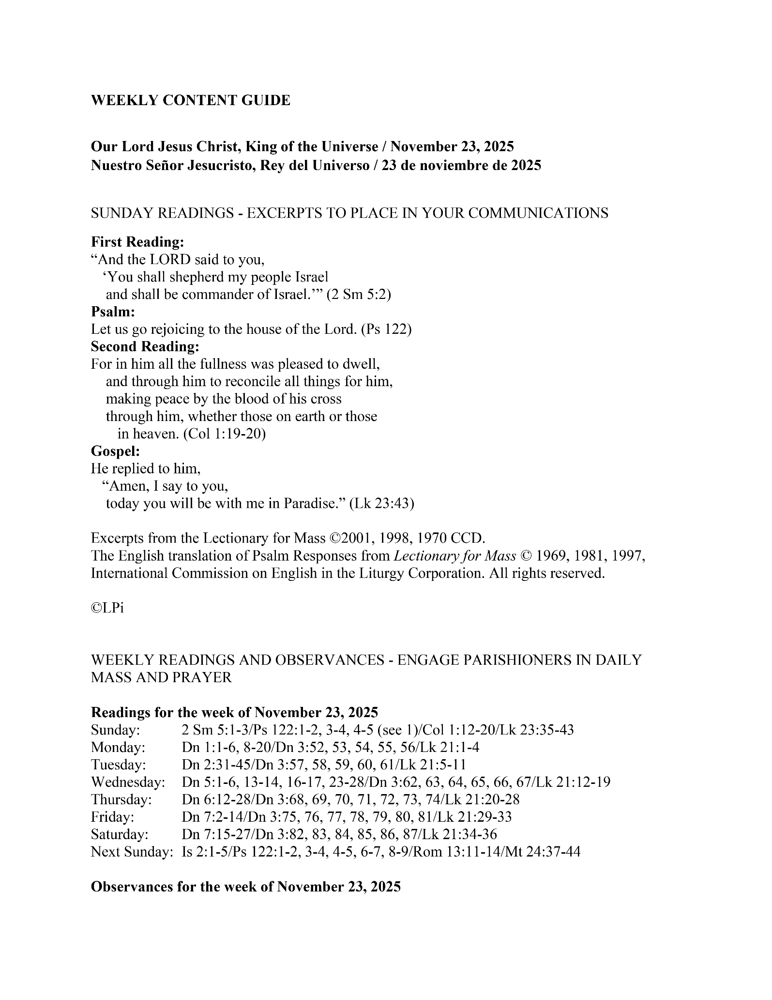 WEEKLY CONTENT GUIDE
Our Lord Jesus Christ, King of the Universe / November 23, 2025
Nuestro Señor Jesucristo, Rey del Universo / 23 de noviembre de 2025
SUNDAY READINGS - EXCERPTS TO PLACE IN YOUR COMMUNICATIONS
First Reading:
“And the LORD said to you,
‘You shall shepherd my people Israel
and shall be commander of Israel.’” (2 Sm 5:2)
Psalm:
Let us go rejoicing to the house of the Lord. (Ps 122)
Second Reading:
For in him all the fullness was pleased to dwell,
and through him to reconcile all things for him,
making peace by the blood of his cross
through him, whether those on earth or those
in heaven. (Col 1:19-20)
Gospel:
He replied to him,
“Amen, I say to you,
today you will be with me in Paradise.” (Lk 23:43)
Excerpts from the Lectionary for Mass ©2001, 1998, 1970 CCD.
The English translation of Psalm Responses from Lectionary for Mass © 1969, 1981, 1997,
International Commission on English in the Liturgy Corporation. All rights reserved.
©LPi
WEEKLY READINGS AND OBSERVANCES - ENGAGE PARISHIONERS IN DAILY
MASS AND PRAYER
Readings for the week of November 23, 2025
Sunday: 2 Sm 5:1-3/Ps 122:1-2, 3-4, 4-5 (see 1)/Col 1:12-20/Lk 23:35-43
Monday: Dn 1:1-6, 8-20/Dn 3:52, 53, 54, 55, 56/Lk 21:1-4
Tuesday: Dn 2:31-45/Dn 3:57, 58, 59, 60, 61/Lk 21:5-11
Wednesday: Dn 5:1-6, 13-14, 16-17, 23-28/Dn 3:62, 63, 64, 65, 66, 67/Lk 21:12-19
Thursday: Dn 6:12-28/Dn 3:68, 69, 70, 71, 72, 73, 74/Lk 21:20-28
Friday: Dn 7:2-14/Dn 3:75, 76, 77, 78, 79, 80, 81/Lk 21:29-33
Saturday: Dn 7:15-27/Dn 3:82, 83, 84, 85, 86, 87/Lk 21:34-36
Next Sunday: Is 2:1-5/Ps 122:1-2, 3-4, 4-5, 6-7, 8-9/Rom 13:11-14/Mt 24:37-44
Observances for the week of November 23, 2025